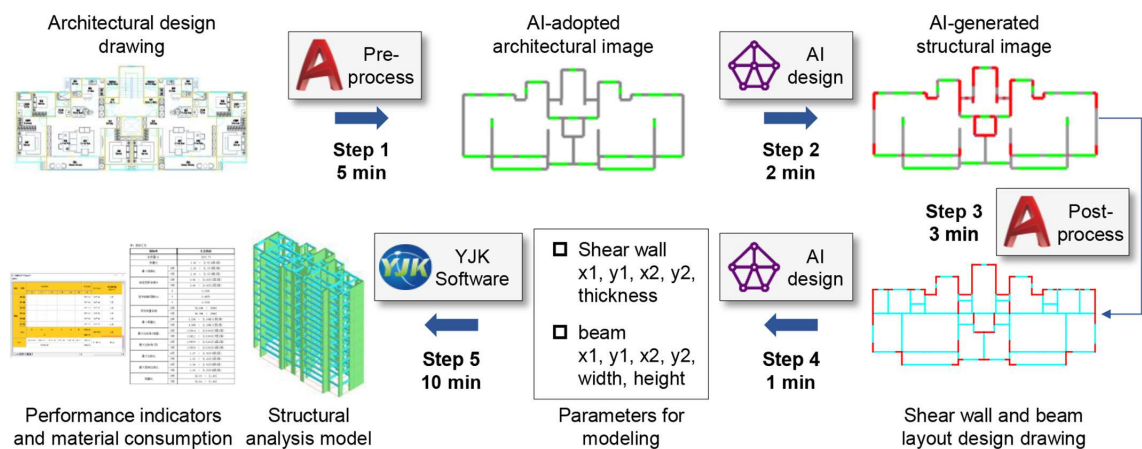 Architectural design
drawing
Pre-
process
Step 1
5 min
AI-adopted
architectural image
AI
design
Step 2
2 min
AI-generated
structural image
Step 3
3 min
Post-
process
Shear wall and beam
layout design drawing
AI
design
Step 4
1 min
Shear wall
x1, y1, x2, y2,
thickness
beam
x1, y1, x2, y2,
width, height
Parameters for
modeling
YJK
YJK
Software
Step 5
10 min
Structural
analysis model
Performance indicators
and material consumption